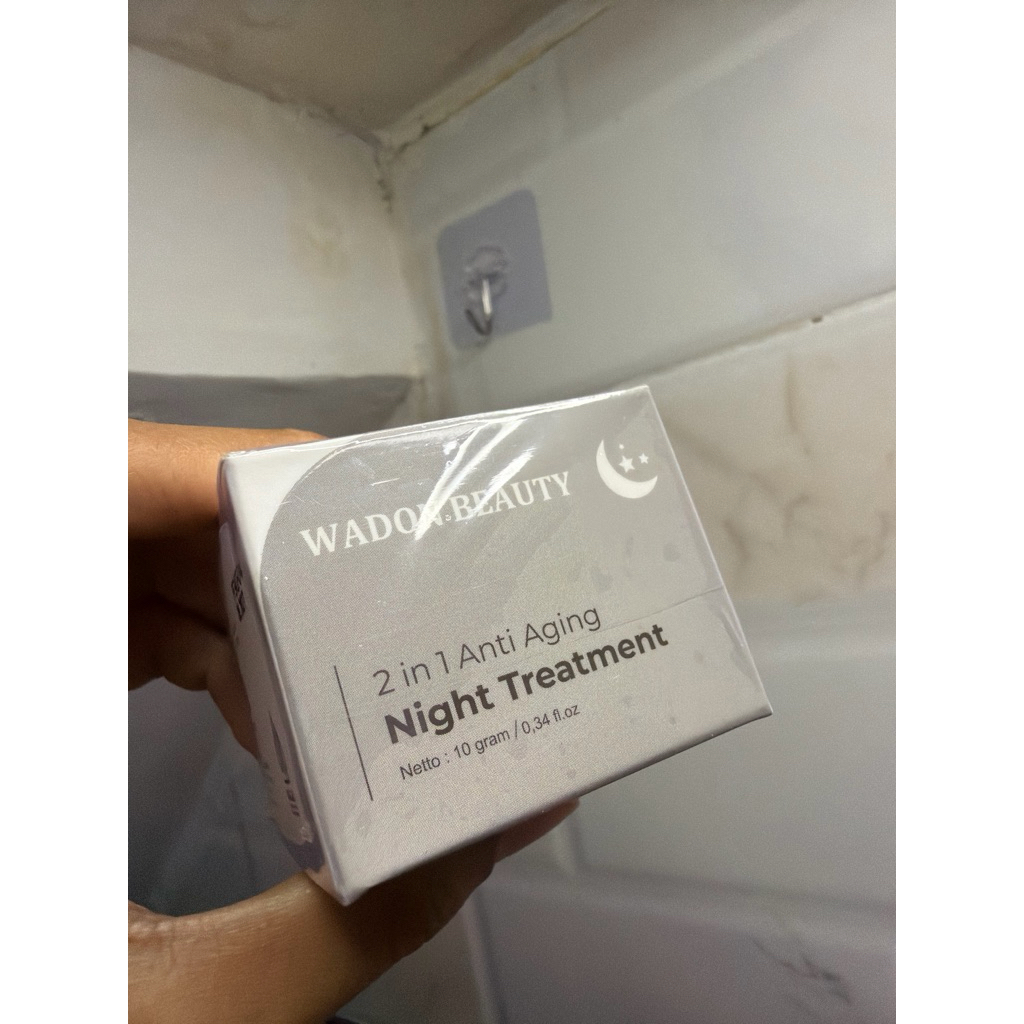 WADON BEAUTY
2 in 1 Anti Aging
Night Treatment
Netto : 10 gram / 0,34 fl.oz